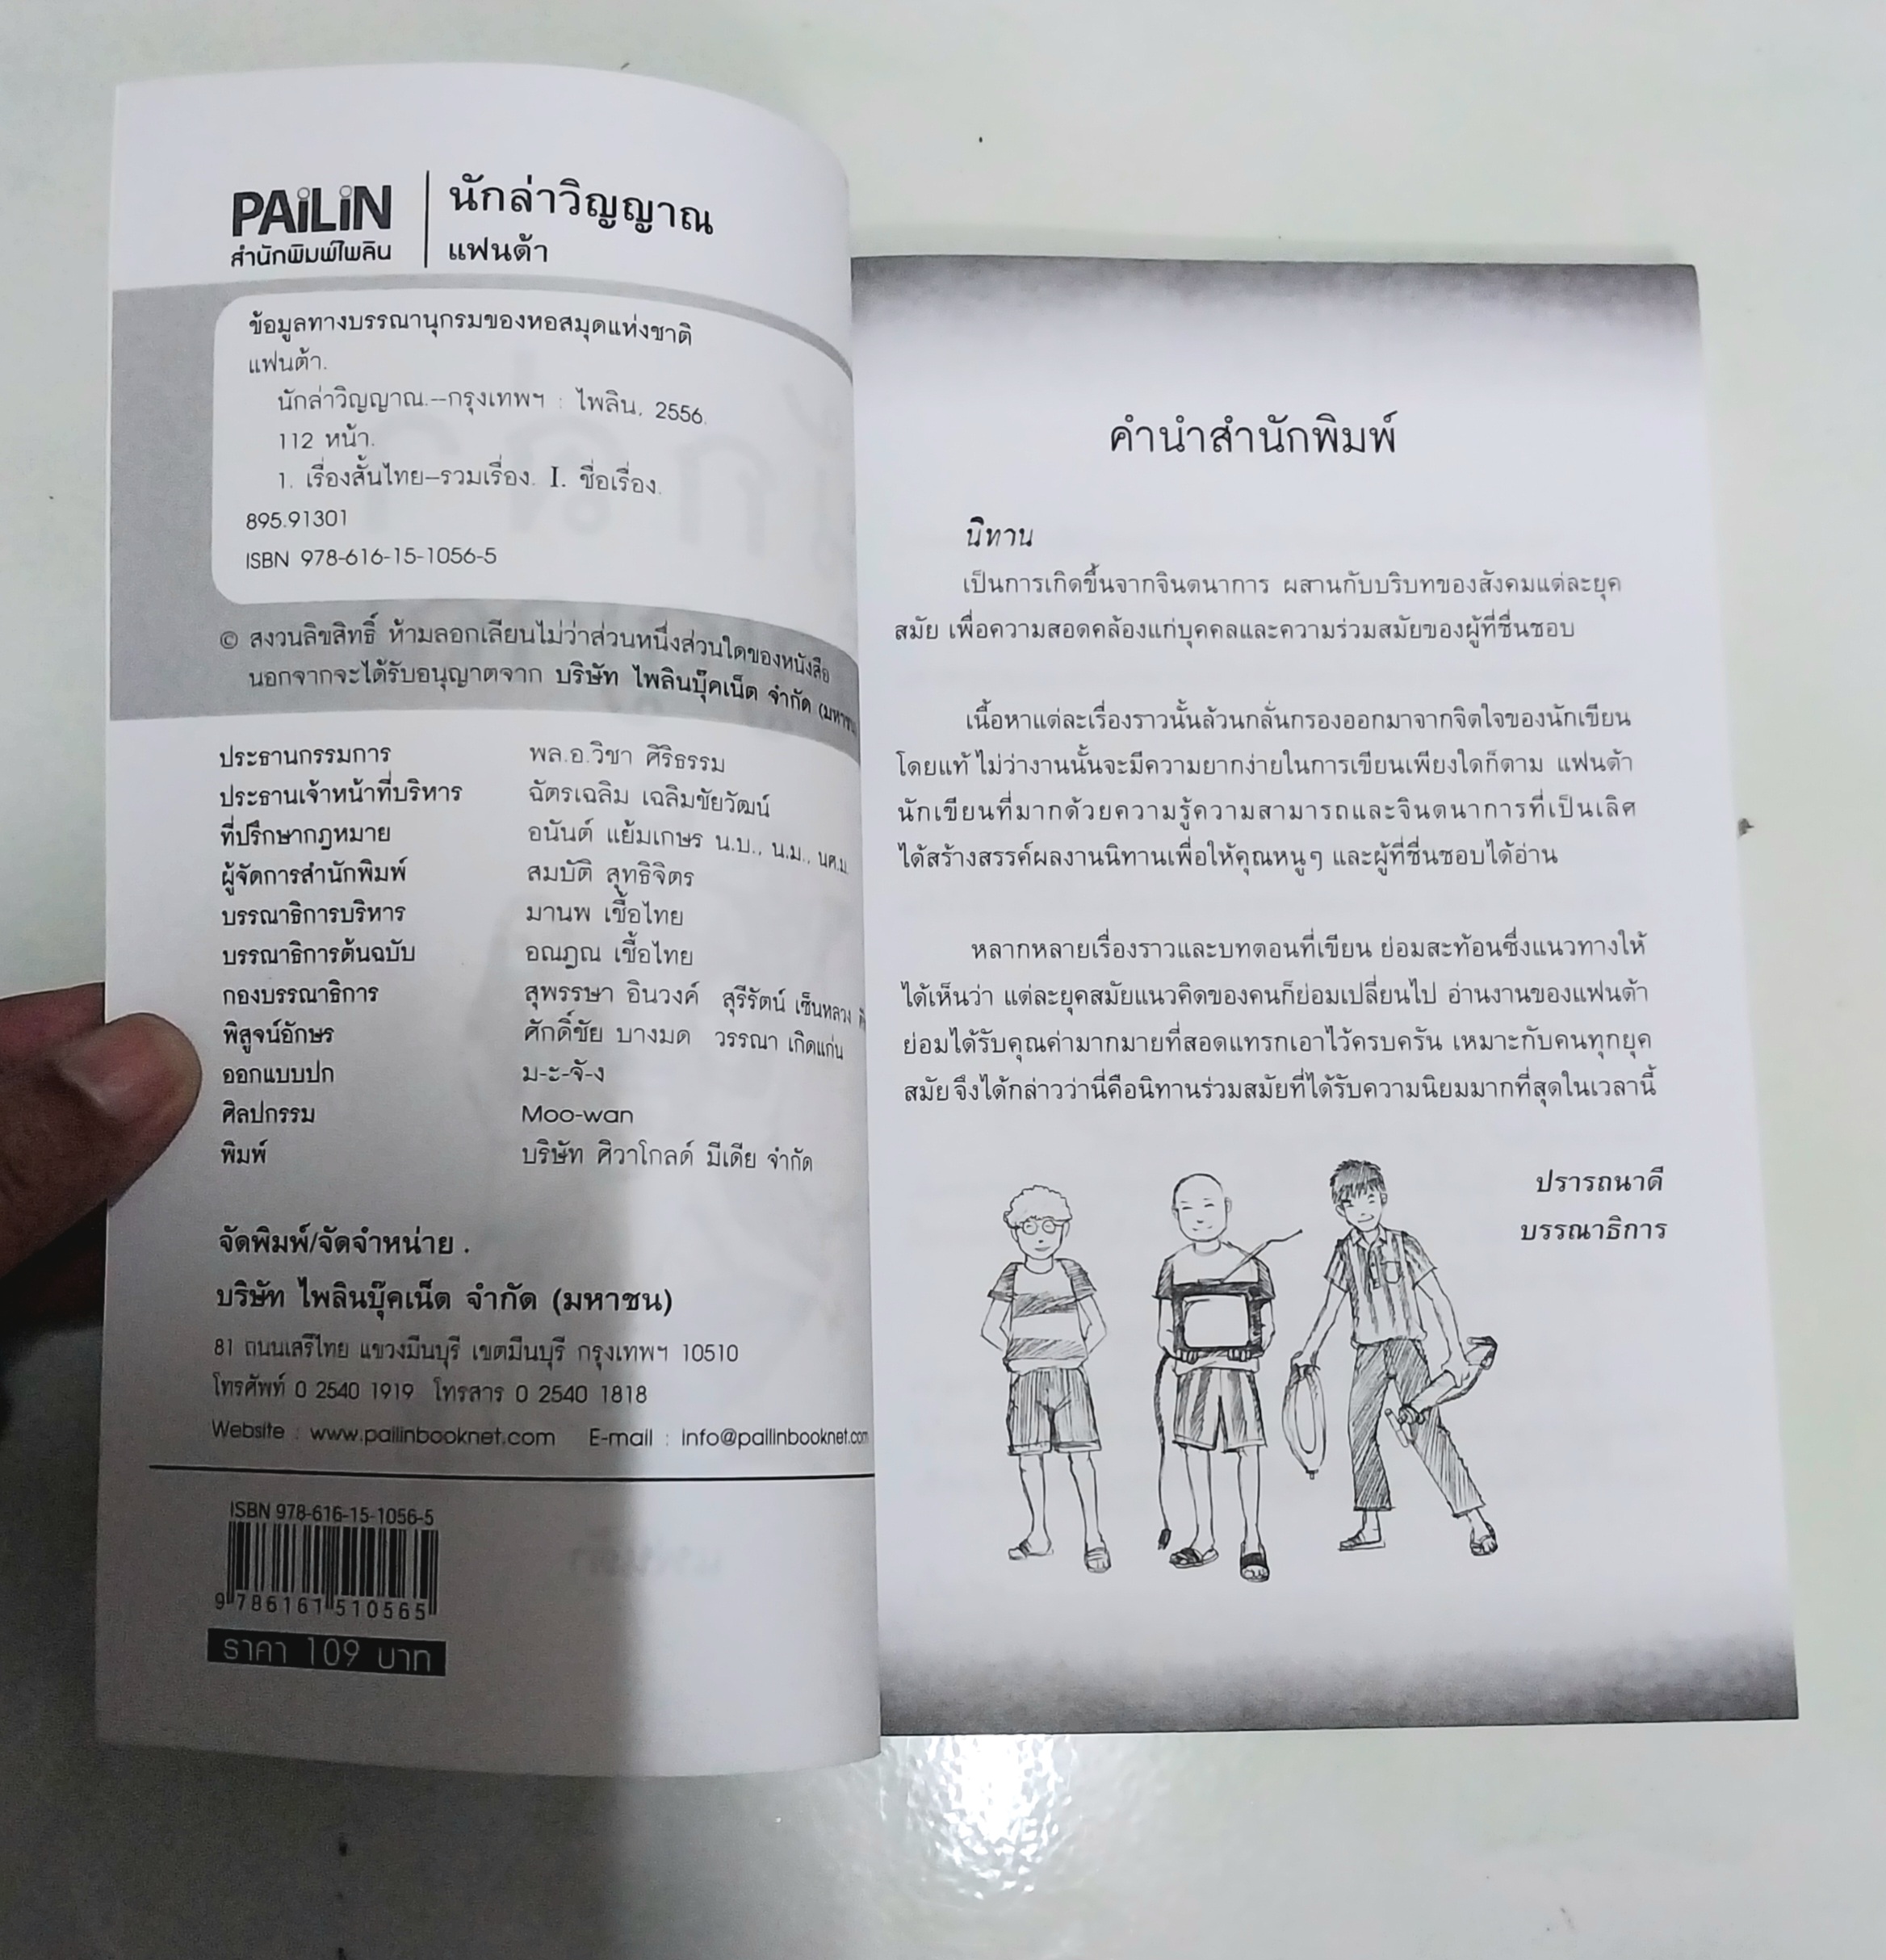 PAiLiN
สำนักพิมพ์ไพลิน
นักล่าวิญญาณ
แฟนต้า
ข้อมูลทางบรรณานุกรมของหอสมุดแห่งชาติ
แฟนต้า.
นักล่าวิญญาณ.--กรุงเทพฯ : ไพลิน, 2556.
112 หน้า.
1. เรื่องสั้นไทย--รวมเรื่อง. I. ชื่อเรื่อง.
895.91301
ISBN 978-616-15-1056-5
© สงวนลิขสิทธิ์ ห้ามลอกเลียนไม่ว่าส่วนหนึ่งส่วนใดของหนังสือ
นอกจากจะได้รับอนุญาตจาก บริษัท ไพลินบุ๊คเน็ต จำกัด (มหาชน
ประธานกรรมการ พล.อ.วิชา ศิริธรรม
ประธานเจ้าหน้าที่บริหาร ฉัตรเฉลิม เฉลิมชัยวัฒน์
ที่ปรึกษากฎหมาย อนันต์ แย้มเกษร น.บ., น.ม., นศ.ม.
ผู้จัดการสำนักพิมพ์ สมบัติ สุทธิจิตร
บรรณาธิการบริหาร มานพ เชื้อไทย
บรรณาธิการต้นฉบับ อณฎณ เชื้อไทย
กองบรรณาธิการ สุพรรษา อินวงค์ สุรีรัตน์ เซ็นหลวง
พิสูจน์อักษร ศักดิ์ชัย บางมด วรรณา เกิดแก่น
ออกแบบปก ม-ะ-จั-ง
ศิลปกรรม Moo-wan
พิมพ์ บริษัท ศิวาโกลด์ มีเดีย จำกัด
จัดพิมพ์/จัดจำหน่าย .
บริษัท ไพลินบุ๊คเน็ต จำกัด (มหาชน)
81 ถนนเสรีไทย แขวงมีนบุรี เขตมีนบุรี กรุงเทพฯ 10510
โทรศัพท์ 0 2540 1919 โทรสาร 0 2540 1818
Website : www.pailinbooknet.com E-mail : info@pailinbooknet.com
ISBN 978-616-15-1056-5
9 786161 510565
ราคา 109 บาท
คำนำสำนักพิมพ์
นิทาน
เป็นการเกิดขึ้นจากจินตนาการ ผสานกับบริบทของสังคมแต่ละยุค
สมัย เพื่อความสอดคล้องแก่บุคคลและความร่วมสมัยของผู้ที่ชื่นชอบ
เนื้อหาแต่ละเรื่องราวนั้นล้วนกลั่นกรองออกมาจากจิตใจของนักเขียน
โดยแท้ ไม่ว่างานนั้นจะมีความยากง่ายในการเขียนเพียงใดก็ตาม แฟนต้า
นักเขียนที่มากด้วยความรู้ความสามารถและจินตนาการที่เป็นเลิศ
ได้สร้างสรรค์ผลงานนิทานเพื่อให้คุณหนูๆ และผู้ที่ชื่นชอบได้อ่าน
หลากหลายเรื่องราวและบทตอนที่เขียน ย่อมสะท้อนซึ่งแนวทางให้
ได้เห็นว่า แต่ละยุคสมัยแนวคิดของคนก็ย่อมเปลี่ยนไป อ่านงานของแฟนต้า
ย่อมได้รับคุณค่ามากมายที่สอดแทรกเอาไว้ครบครัน เหมาะกับคนทุกยุค
สมัย จึงได้กล่าวว่านี่คือนิทานร่วมสมัยที่ได้รับความนิยมมากที่สุดในเวลานี้
ปรารถนาดี
บรรณาธิการ